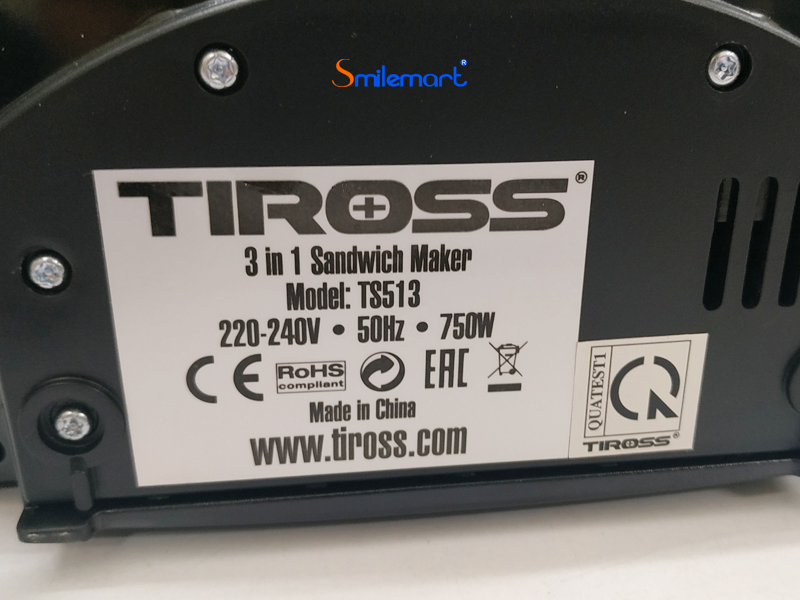 Smilemart®
TIROSS®
3 in 1 Sandwich Maker
Model: TS513
220-240V • 50Hz • 750W
CE RoHS compliant EAC
Made in China
www.tiross.com
QUATEST1
TIROSS®